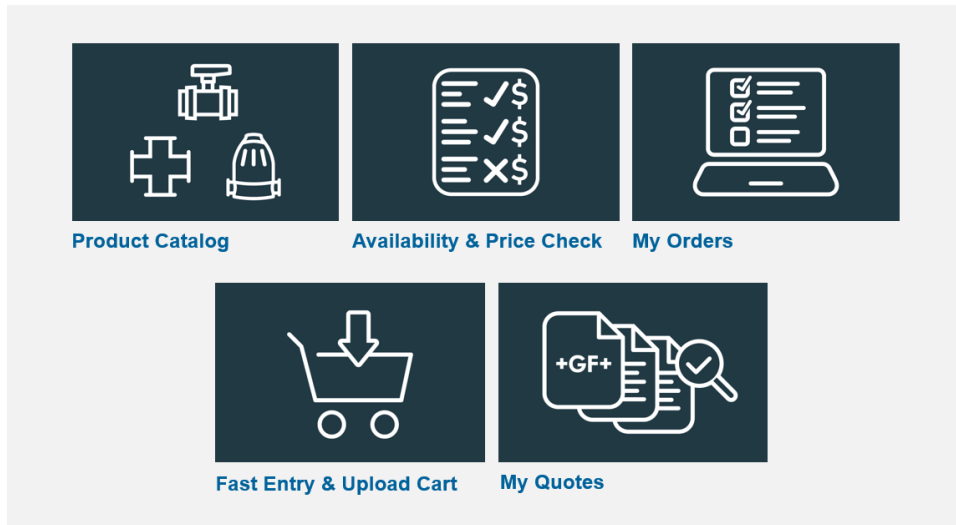 $
$
$
Product Catalog
Availability & Price Check
My Orders
+GF+
Fast Entry & Upload Cart
My Quotes